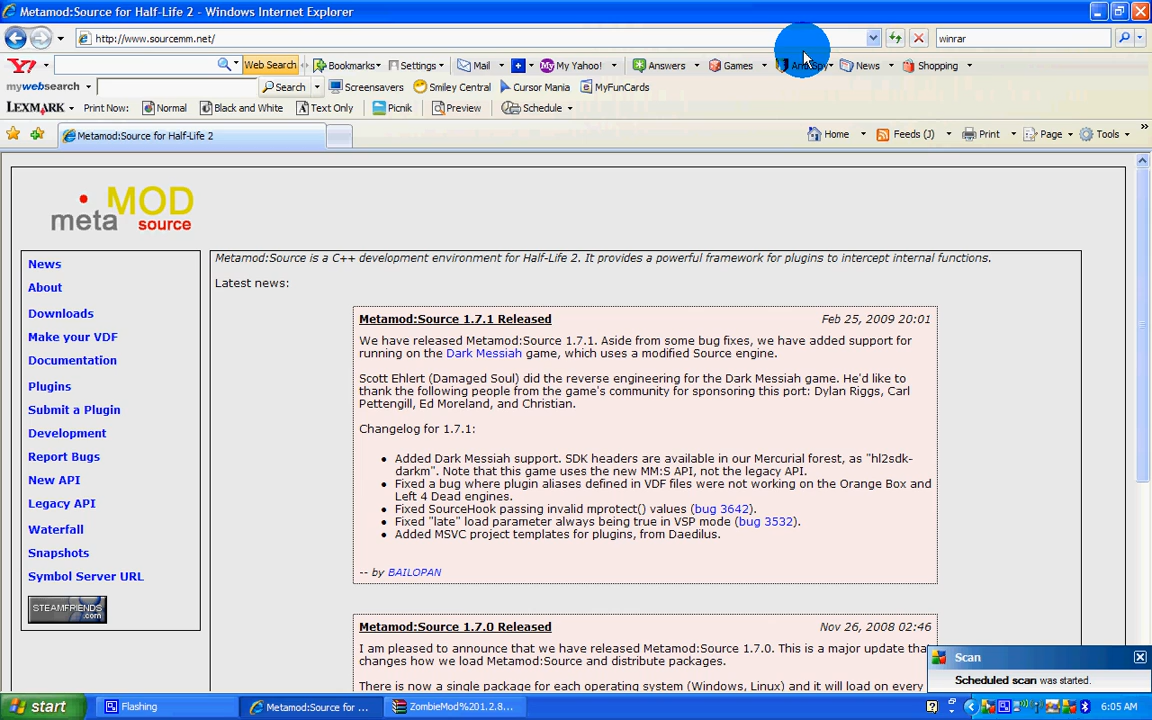 Metamod:Source for Half-Life 2 - Windows Internet Explorer
http://www.sourcemm.net/
winrar
Y! Web Search Bookmarks Settings Mail My Yahoo! Answers Games Anti-Spy News Shopping
mywebsearch Search Screensavers Smiley Central Cursor Mania MyFunCards
LEXMARK Print Now: Normal Black and White Text Only Picnik Preview Schedule
Metamod:Source for Half-Life 2
Home Feeds (J) Print Page Tools
meta MOD
source
News
About
Downloads
Make your VDF
Documentation
Plugins
Submit a Plugin
Development
Report Bugs
New API
Legacy API
Waterfall
Snapshots
Symbol Server URL
STEAMFRIENDS
.com
Metamod:Source is a C++ development environment for Half-Life 2. It provides a powerful framework for plugins to intercept internal functions.
Latest news:
Metamod:Source 1.7.1 Released Feb 25, 2009 20:01
We have released Metamod:Source 1.7.1. Aside from some bug fixes, we have added support for
running on the Dark Messiah game, which uses a modified Source engine.
Scott Ehlert (Damaged Soul) did the reverse engineering for the Dark Messiah game. He'd like to
thank the following people from the game's community for sponsoring this port: Dylan Riggs, Carl
Pettengill, Ed Moreland, and Christian.
Changelog for 1.7.1:
• Added Dark Messiah support. SDK headers are available in our Mercurial forest, as "hl2sdk-
darkm". Note that this game uses the new MM:S API, not the legacy API.
• Fixed a bug where plugin aliases defined in VDF files were not working on the Orange Box and
Left 4 Dead engines.
• Fixed SourceHook passing invalid mprotect() values (bug 3642).
• Fixed "late" load parameter always being true in VSP mode (bug 3532).
• Added MSVC project templates for plugins, from Daedilus.
-- by BAILOPAN
Metamod:Source 1.7.0 Released Nov 26, 2008 02:46
I am pleased to announce that we have released Metamod:Source 1.7.0. This is a major update tha
changes how we load Metamod:Source and distribute packages.
There is now a single package for each operating system (Windows, Linux) and it will load on every
Scan
Scheduled scan was started.
start Flashing Metamod:Source for ... ZombieMod%201.2.8... 6:05 AM